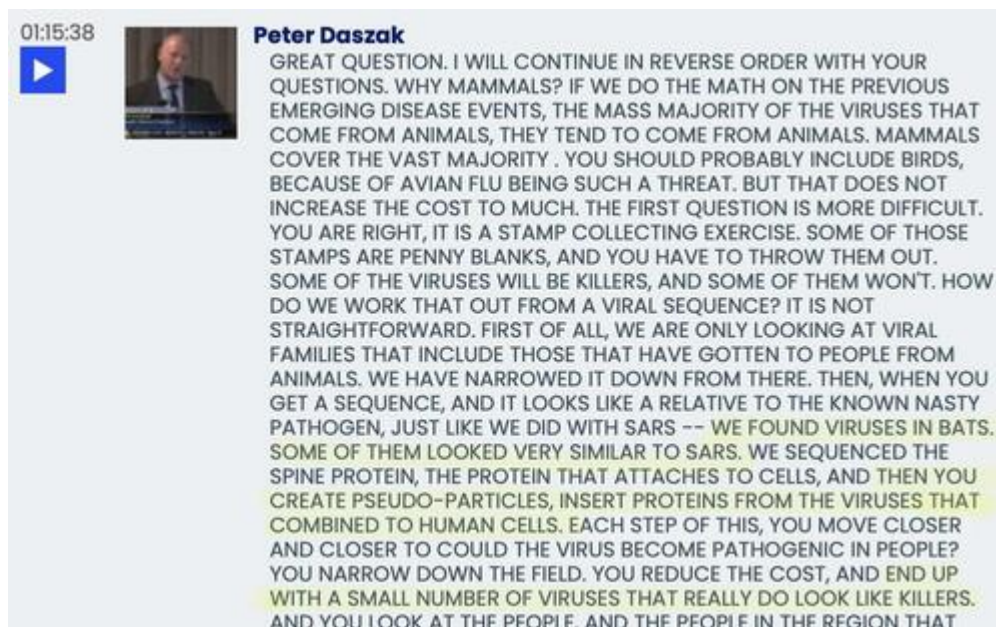 01:15:38
Peter Daszak
GREAT QUESTION. I WILL CONTINUE IN REVERSE ORDER WITH YOUR
QUESTIONS. WHY MAMMALS? IF WE DO THE MATH ON THE PREVIOUS
EMERGING DISEASE EVENTS, THE MASS MAJORITY OF THE VIRUSES THAT
COME FROM ANIMALS, THEY TEND TO COME FROM ANIMALS. MAMMALS
COVER THE VAST MAJORITY . YOU SHOULD PROBABLY INCLUDE BIRDS,
BECAUSE OF AVIAN FLU BEING SUCH A THREAT. BUT THAT DOES NOT
INCREASE THE COST TO MUCH. THE FIRST QUESTION IS MORE DIFFICULT.
YOU ARE RIGHT, IT IS A STAMP COLLECTING EXERCISE. SOME OF THOSE
STAMPS ARE PENNY BLANKS, AND YOU HAVE TO THROW THEM OUT.
SOME OF THE VIRUSES WILL BE KILLERS, AND SOME OF THEM WON'T. HOW
DO WE WORK THAT OUT FROM A VIRAL SEQUENCE? IT IS NOT
STRAIGHTFORWARD. FIRST OF ALL, WE ARE ONLY LOOKING AT VIRAL
FAMILIES THAT INCLUDE THOSE THAT HAVE GOTTEN TO PEOPLE FROM
ANIMALS. WE HAVE NARROWED IT DOWN FROM THERE. THEN, WHEN YOU
GET A SEQUENCE, AND IT LOOKS LIKE A RELATIVE TO THE KNOWN NASTY
PATHOGEN, JUST LIKE WE DID WITH SARS -- WE FOUND VIRUSES IN BATS.
SOME OF THEM LOOKED VERY SIMILAR TO SARS. WE SEQUENCED THE
SPINE PROTEIN, THE PROTEIN THAT ATTACHES TO CELLS, AND THEN YOU
CREATE PSEUDO-PARTICLES, INSERT PROTEINS FROM THE VIRUSES THAT
COMBINED TO HUMAN CELLS. EACH STEP OF THIS, YOU MOVE CLOSER
AND CLOSER TO COULD THE VIRUS BECOME PATHOGENIC IN PEOPLE?
YOU NARROW DOWN THE FIELD. YOU REDUCE THE COST, AND END UP
WITH A SMALL NUMBER OF VIRUSES THAT REALLY DO LOOK LIKE KILLERS.
AND YOU LOOK AT THE PEOPLE, AND THE PEOPLE IN THE REGION THAT